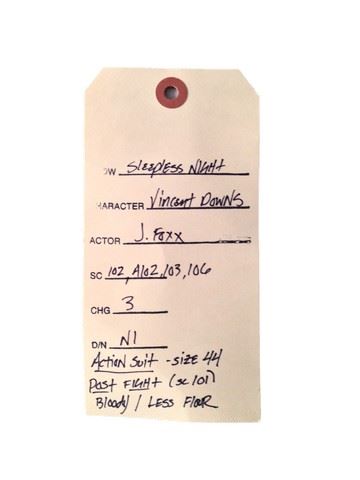 OW Sleepless Night
HARACTER Vincent Downs
ACTOR J. Foxx
SC 102, A102, 103, 106
CHG 3
D/N N1
Action Suit - size 44
Post Fight (sc 101)
Bloody / Less Flour